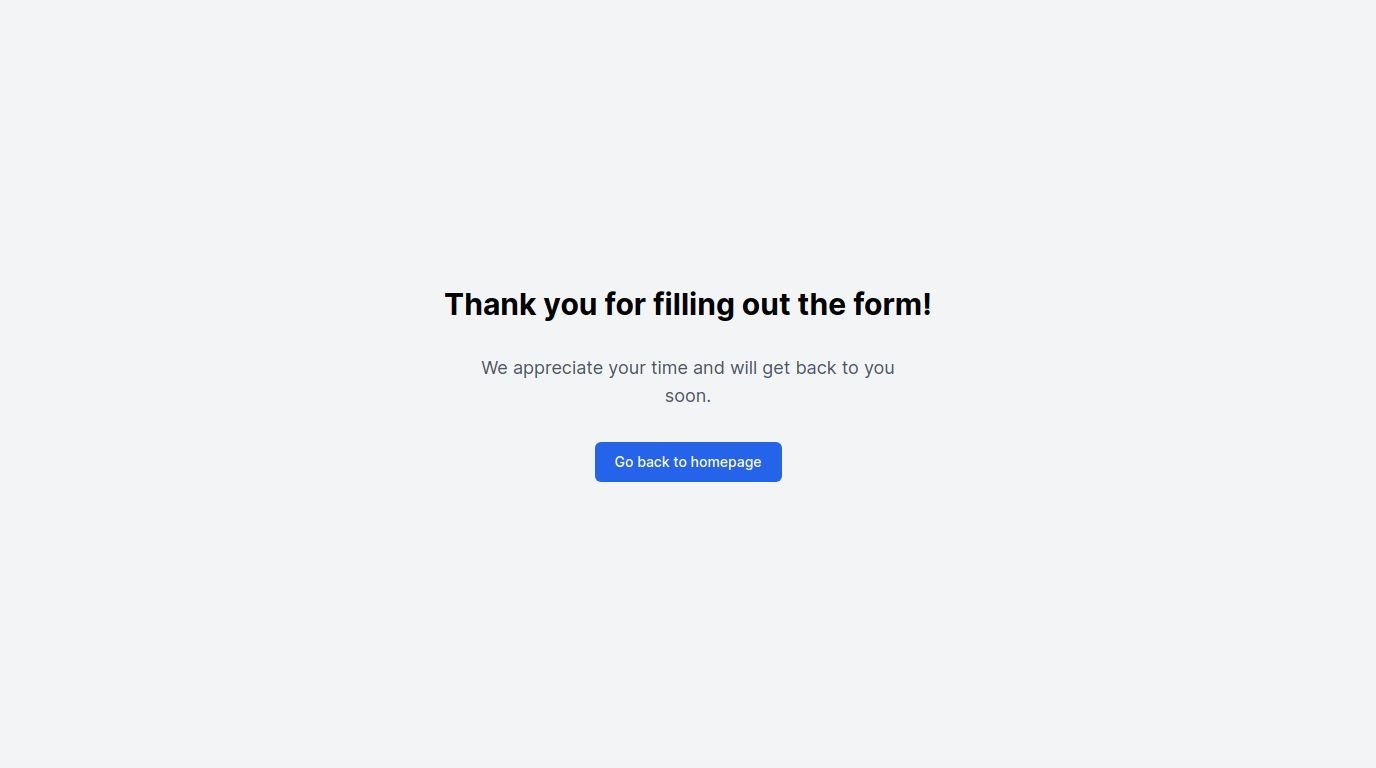 Thank you for filling out the form!
We appreciate your time and will get back to you
soon.
Go back to homepage